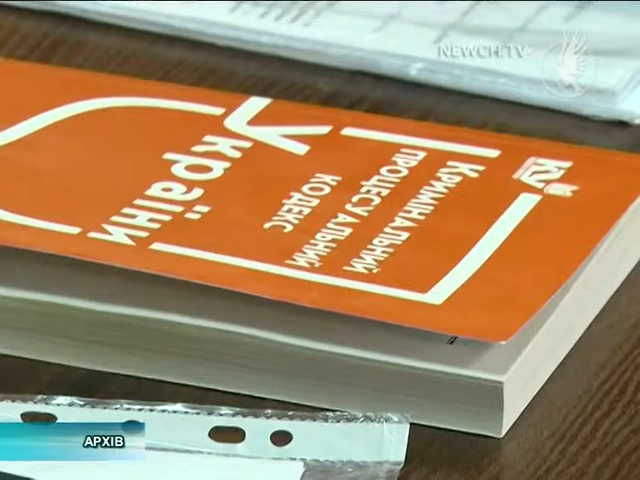 NEWCH.TV
КРИМІНАЛЬНИЙ
ПРОЦЕСУАЛЬНИЙ
КОДЕКС
України
АРХІВ